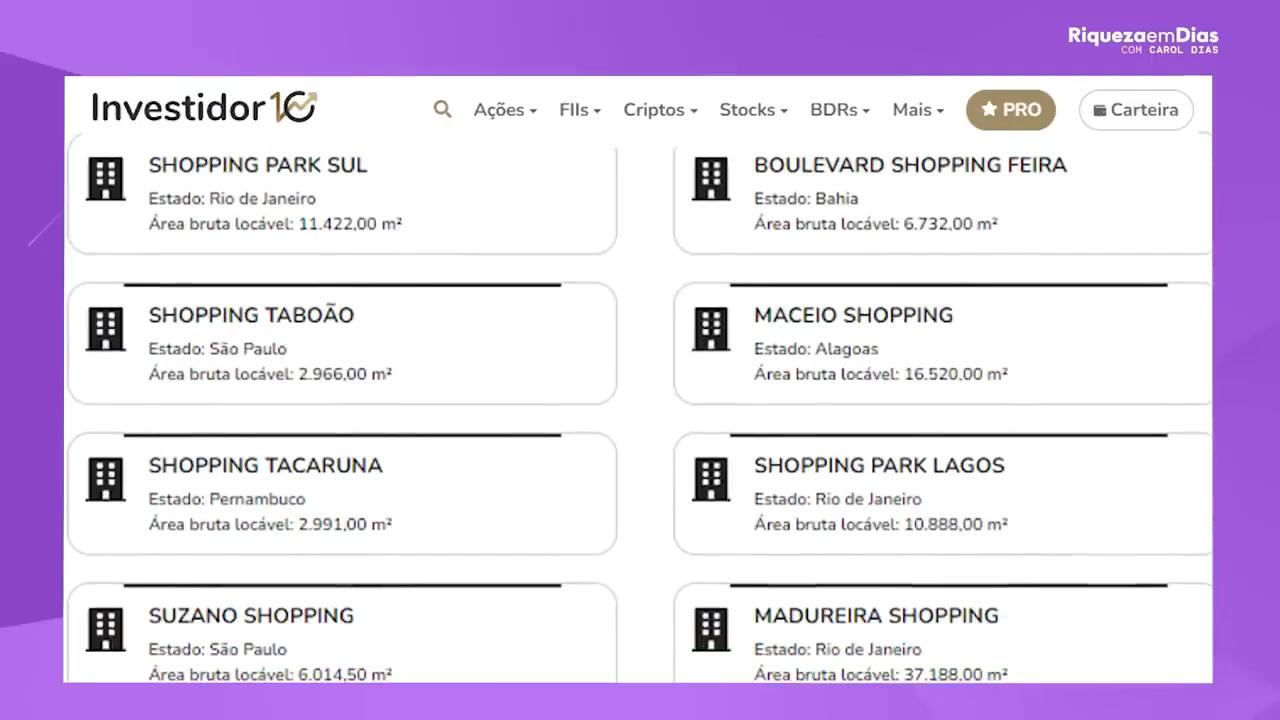 RiquezaemDias
COM CAROL DIAS
Investidor 10
Ações
FIIs
Criptos
Stocks
BDRs
Mais
PRO
Carteira
SHOPPING PARK SUL
Estado: Rio de Janeiro
Área bruta locável: 11.422,00 m²
BOULEVARD SHOPPING FEIRA
Estado: Bahia
Área bruta locável: 6.732,00 m²
SHOPPING TABOÃO
Estado: São Paulo
Área bruta locável: 2.966,00 m²
MACEIO SHOPPING
Estado: Alagoas
Área bruta locável: 16.520,00 m²
SHOPPING TACARUNA
Estado: Pernambuco
Área bruta locável: 2.991,00 m²
SHOPPING PARK LAGOS
Estado: Rio de Janeiro
Área bruta locável: 10.888,00 m²
SUZANO SHOPPING
Estado: São Paulo
Área bruta locável: 6.014,50 m²
MADUREIRA SHOPPING
Estado: Rio de Janeiro
Área bruta locável: 37.188,00 m²